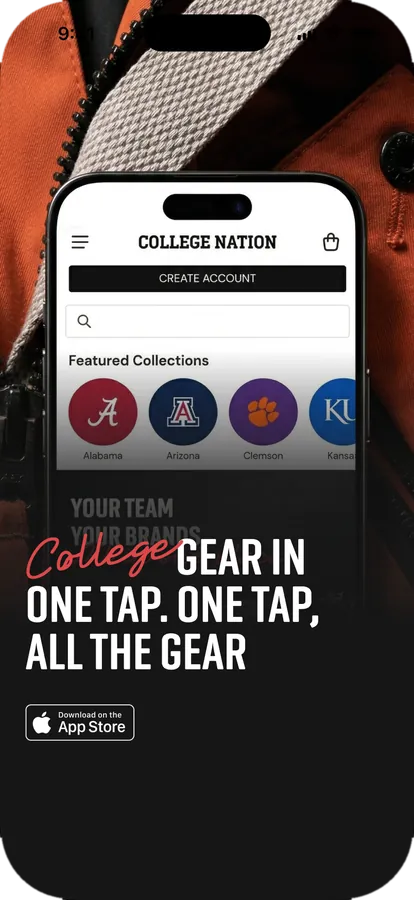 COLLEGE NATION
CREATE ACCOUNT
Featured Collections
A
A
KU
Alabama
Arizona
Clemson
Kansa
YOUR TEAM
YOUR BRANDS
College GEAR IN
ONE TAP. ONE TAP,
ALL THE GEAR
Download on the
App Store